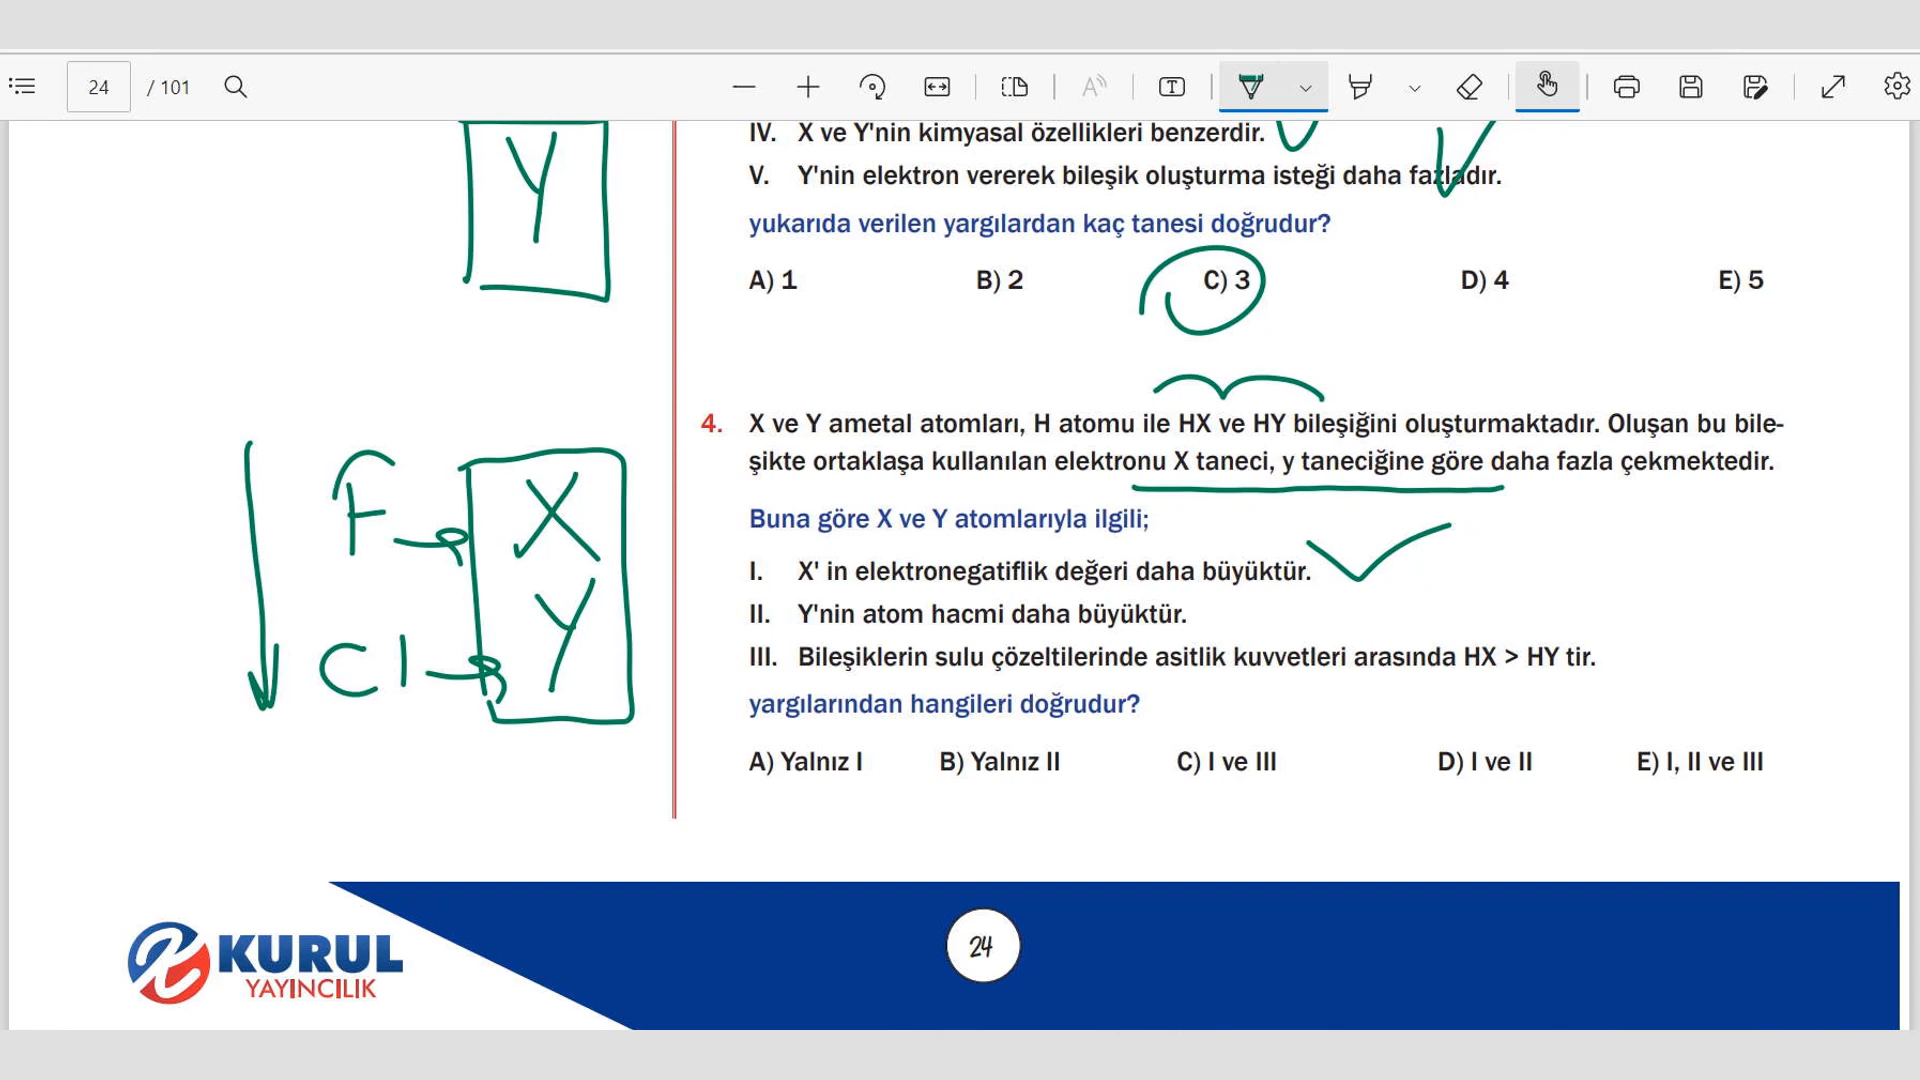 24 / 101
Y
IV. X ve Y'nin kimyasal özellikleri benzerdir.
V. Y'nin elektron vererek bileşik oluşturma isteği daha fazladır.
yukarıda verilen yargılardan kaç tanesi doğrudur?
A) 1 B) 2 C) 3 D) 4 E) 5
4. X ve Y ametal atomları, H atomu ile HX ve HY bileşiğini oluşturmaktadır. Oluşan bu bile-
şikte ortaklaşa kullanılan elektronu X taneci, y taneciğine göre daha fazla çekmektedir.
Buna göre X ve Y atomlarıyla ilgili;
I. X' in elektronegatiflik değeri daha büyüktür.
II. Y'nin atom hacmi daha büyüktür.
III. Bileşiklerin sulu çözeltilerinde asitlik kuvvetleri arasında HX > HY tir.
yargılarından hangileri doğrudur?
A) Yalnız I B) Yalnız II C) I ve III D) I ve II E) I, II ve III
F X
Cl Y
KURUL
YAYINCILIK
24